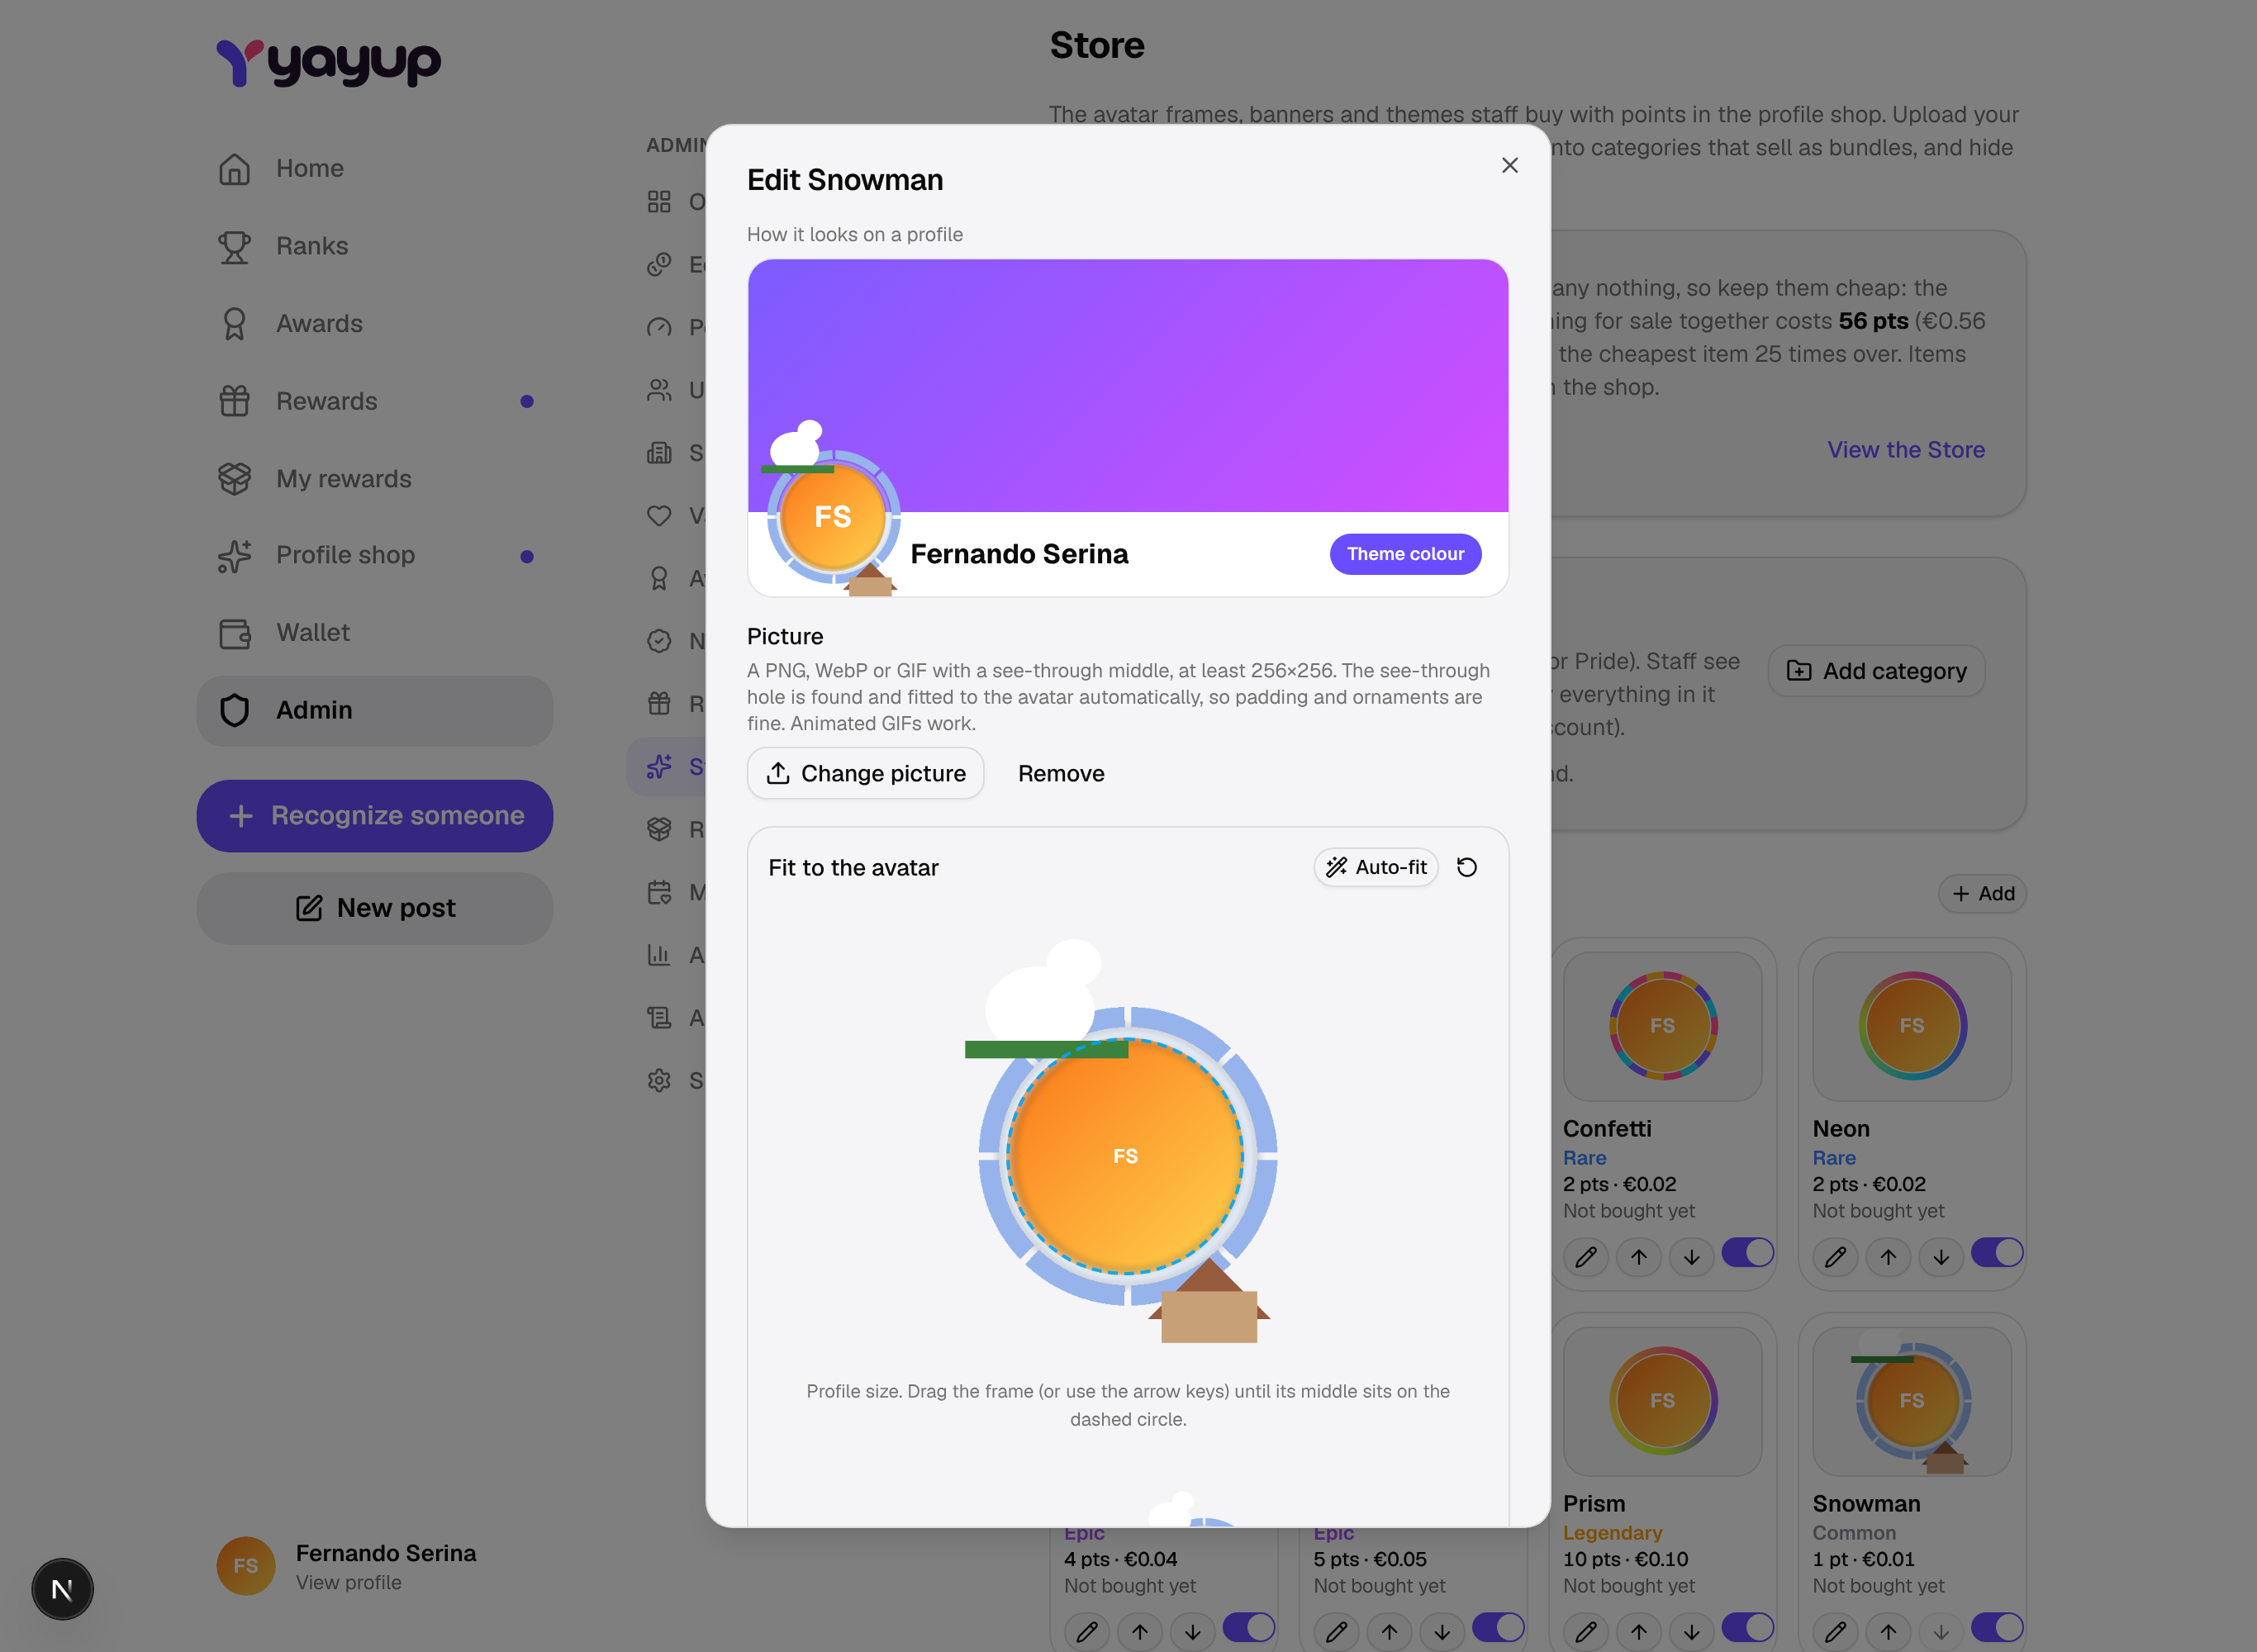 yayup
Home
Ranks
Awards
Rewards
My rewards
Profile shop
Wallet
Admin
Recognize someone
New post
FS
Fernando Serina
View profile
N
Store
The avatar frames, banners and themes staff buy with points in the profile shop. Upload your
nto categories that sell as bundles, and hide
any nothing, so keep them cheap: the
for sale together costs 56 pts (€0.56
the cheapest item 25 times over. Items
the shop.
View the Store
Pride). Staff see
everything in it
Add category
Add
Edit Snowman
How it looks on a profile
FS
Fernando Serina
Theme colour
Picture
A PNG, WebP or GIF with a see-through middle, at least 256×256. The see-through
hole is found and fitted to the avatar automatically, so padding and ornaments are
fine. Animated GIFs work.
Change picture
Remove
Fit to the avatar
Auto-fit
FS
Profile size. Drag the frame (or use the arrow keys) until its middle sits on the
dashed circle.
FS
Confetti
Rare
2 pts · €0.02
Not bought yet
FS
Neon
Rare
2 pts · €0.02
Not bought yet
Epic
4 pts · €0.04
Not bought yet
Epic
5 pts · €0.05
Not bought yet
FS
Prism
Legendary
10 pts · €0.10
Not bought yet
FS
Snowman
Common
1 pt · €0.01
Not bought yet